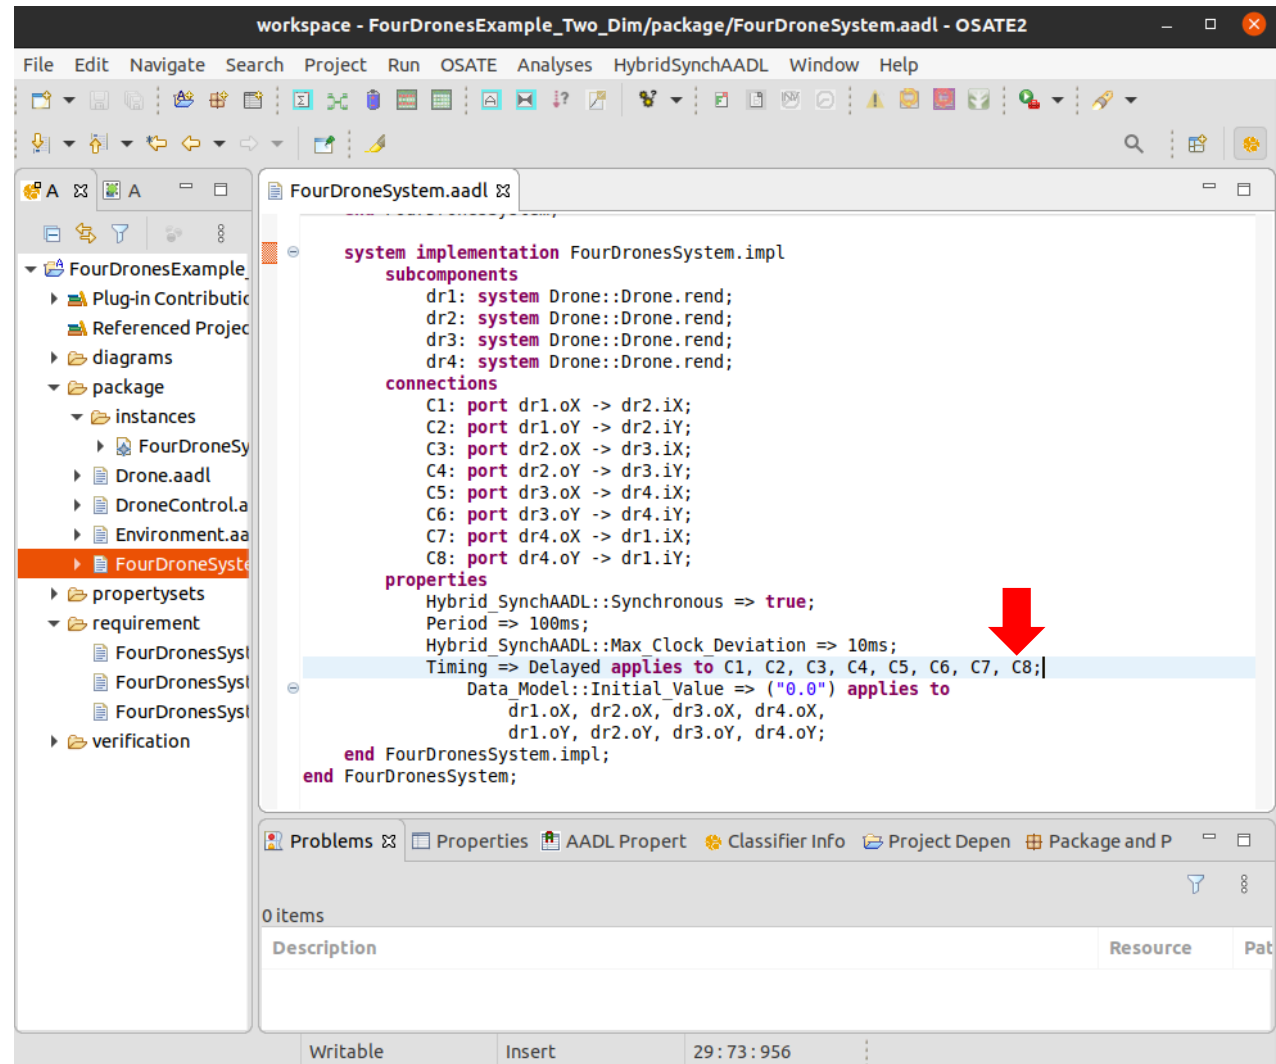 workspace - FourDronesExample_Two_Dim/package/FourDroneSystem.aadl - OSATE2
File Edit Navigate Search Project Run OSATE Analyses HybridSynchAADL Window Help
A A
FourDroneSystem.aadl
FourDronesExample_
Plug-in Contributic
Referenced Projec
diagrams
package
instances
FourDroneSy
Drone.aadl
DroneControl.a
Environment.aa
FourDroneSyste
propertysets
requirement
FourDronesSyst
FourDronesSyst
FourDronesSyst
verification
end FourDronesSystem;
system implementation FourDronesSystem.impl
subcomponents
dr1: system Drone::Drone.rend;
dr2: system Drone::Drone.rend;
dr3: system Drone::Drone.rend;
dr4: system Drone::Drone.rend;
connections
C1: port dr1.oX -> dr2.iX;
C2: port dr1.oY -> dr2.iY;
C3: port dr2.oX -> dr3.iX;
C4: port dr2.oY -> dr3.iY;
C5: port dr3.oX -> dr4.iX;
C6: port dr3.oY -> dr4.iY;
C7: port dr4.oX -> dr1.iX;
C8: port dr4.oY -> dr1.iY;
properties
Hybrid_SynchAADL::Synchronous => true;
Period => 100ms;
Hybrid_SynchAADL::Max_Clock_Deviation => 10ms;
Timing => Delayed applies to C1, C2, C3, C4, C5, C6, C7, C8;
Data_Model::Initial_Value => ("0.0") applies to
dr1.oX, dr2.oX, dr3.oX, dr4.oX,
dr1.oY, dr2.oY, dr3.oY, dr4.oY;
end FourDronesSystem.impl;
end FourDronesSystem;
Problems Properties AADL Propert Classifier Info Project Depen Package and P
0 items
Description Resource Pat
Writable Insert 29 : 73 : 956